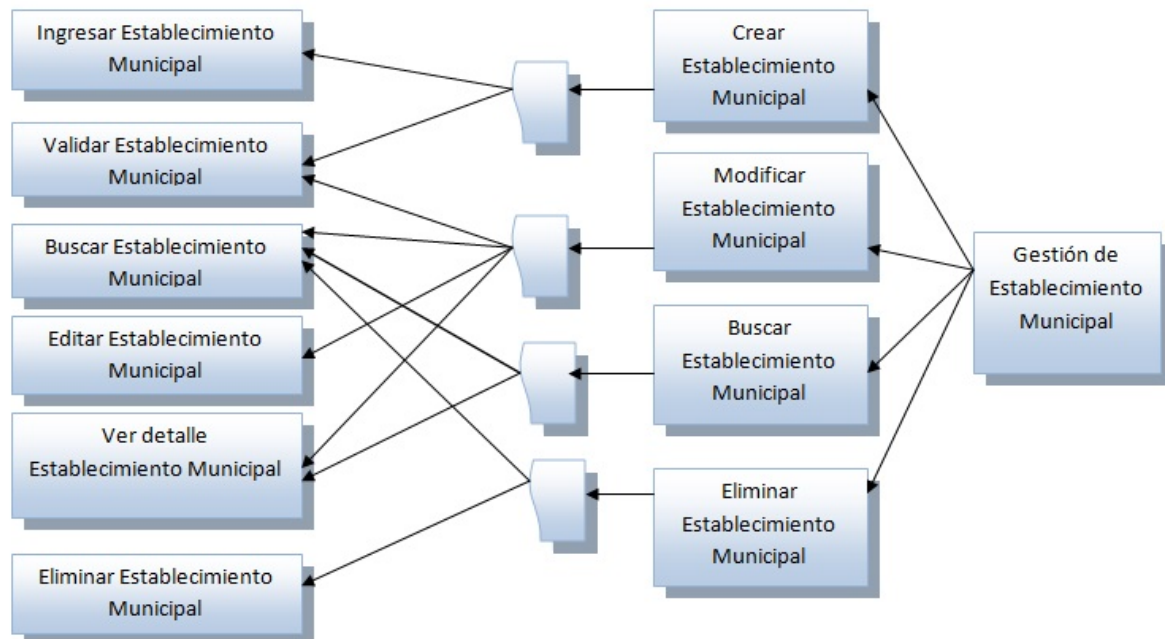 Ingresar Establecimiento
Municipal
Validar Establecimiento
Municipal
Buscar Establecimiento
Municipal
Editar Establecimiento
Municipal
Ver detalle
Establecimiento Municipal
Eliminar Establecimiento
Municipal
Crear
Establecimiento
Municipal
Modificar
Establecimiento
Municipal
Buscar
Establecimiento
Municipal
Eliminar
Establecimiento
Municipal
Gestión de
Establecimiento
Municipal